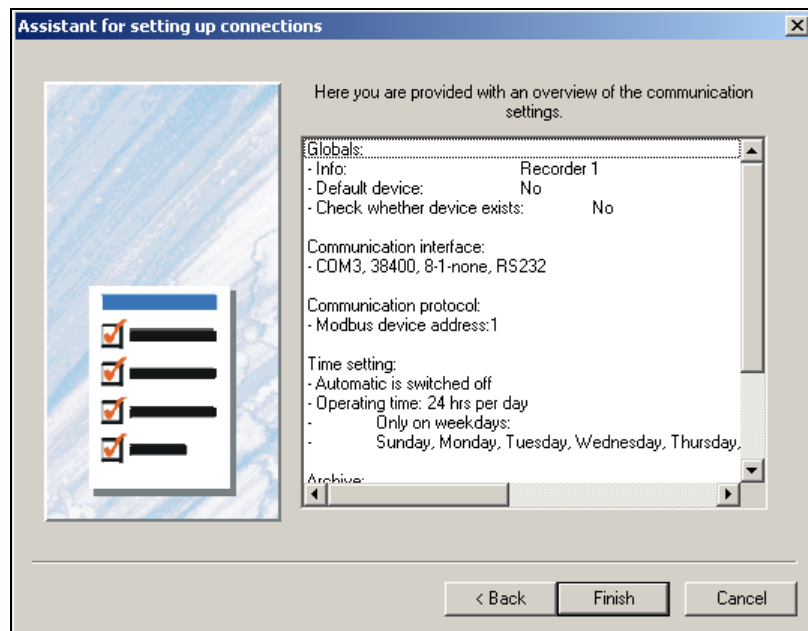 Assistant for setting up connections
Here you are provided with an overview of the communication
settings.
Globals:
- Info: Recorder 1
- Default device: No
- Check whether device exists: No
Communication interface:
- COM3, 38400, 8-1-none, RS232
Communication protocol:
- Modbus device address:1
Time setting:
- Automatic is switched off
- Operating time: 24 hrs per day
- Only on weekdays:
- Sunday, Monday, Tuesday, Wednesday, Thursday,
Archive:
< Back
Finish
Cancel